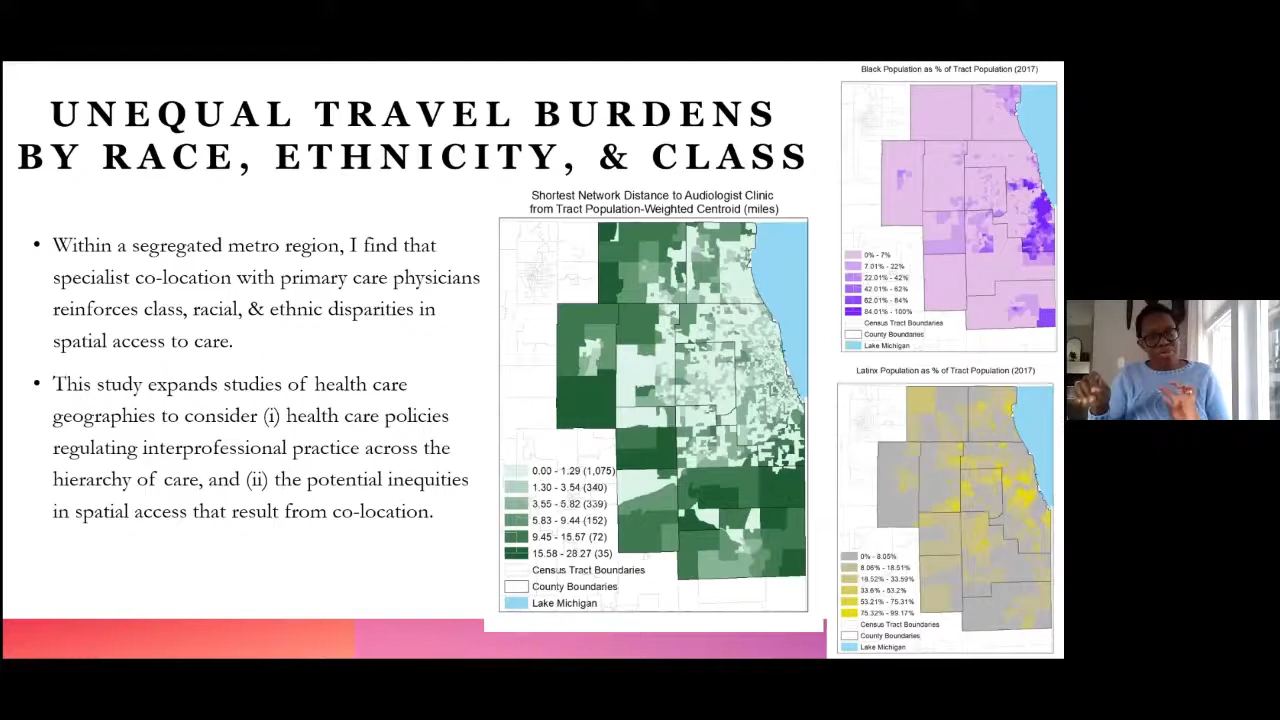 UNEQUAL TRAVEL BURDENS
BY RACE, ETHNICITY, & CLASS
• Within a segregated metro region, I find that
specialist co-location with primary care physicians
reinforces class, racial, & ethnic disparities in
spatial access to care.
• This study expands studies of health care
geographies to consider (i) health care policies
regulating interprofessional practice across the
hierarchy of care, and (ii) the potential inequities
in spatial access that result from co-location.
Shortest Network Distance to Audiologist Clinic
from Tract Population-Weighted Centroid (miles)
0.00 - 1.29 (1,075)
1.30 - 3.54 (340)
3.55 - 5.82 (339)
5.83 - 9.44 (152)
9.45 - 15.57 (72)
15.58 - 28.27 (35)
Census Tract Boundaries
County Boundaries
Lake Michigan
Black Population as % of Tract Population (2017)
0% - 7%
7.01% - 22%
22.01% - 42%
42.01% - 62%
62.01% - 84%
84.01% - 100%
Census Tract Boundaries
County Boundaries
Lake Michigan
Latinx Population as % of Tract Population (2017)
0% - 8.05%
8.06% - 18.51%
18.52% - 33.59%
33.6% - 53.2%
53.21% - 75.31%
75.32% - 99.17%
Census Tract Boundaries
County Boundaries
Lake Michigan